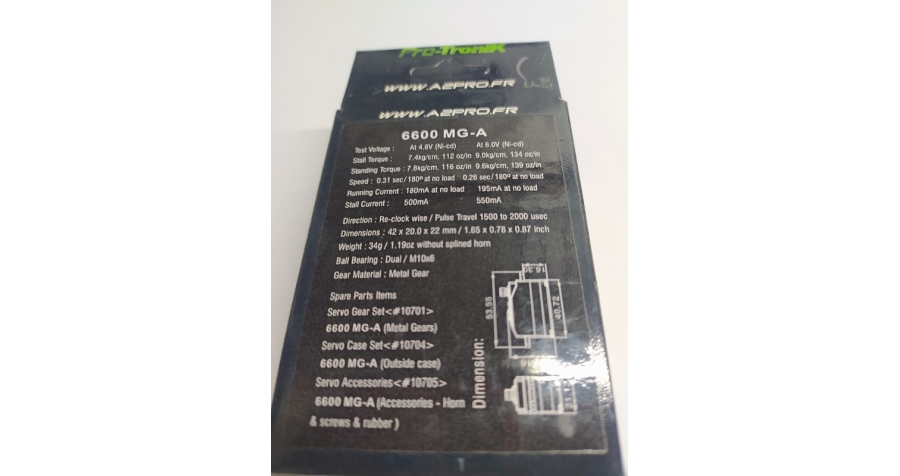 Pro-Tronik
WWW.A2PRO.FR
WWW.A2PRO.FR
6600 MG-A
Test Voltage : At 4.8V (Ni-cd) At 6.0V (Ni-cd)
Stall Torque : 7.4kg/cm, 112 oz/in 9.0kg/cm, 134 oz/in
Standing Torque : 7.8kg/cm, 116 oz/in 9.6kg/cm, 139 oz/in
Speed : 0.31 sec/180º at no load 0.26 sec/180º at no load
Running Current : 180mA at no load 195mA at no load
Stall Current : 500mA 550mA
Direction : Re-clock wise / Pulse Travel 1500 to 2000 usec
Dimensions : 42 x 20.0 x 22 mm / 1.65 x 0.78 x 0.87 inch
Weight : 34g / 1.19oz without splined horn
Ball Bearing : Dual / M10x6
Gear Material : Metal Gear
Spare Parts Items
Servo Gear Set<#10701>
6600 MG-A (Metal Gears)
Servo Case Set<#10704>
6600 MG-A (Outside case)
Servo Accessories<#10705>
6600 MG-A (Accessories - Horn
& screws & rubber )
Dimension:
53.95
40.72